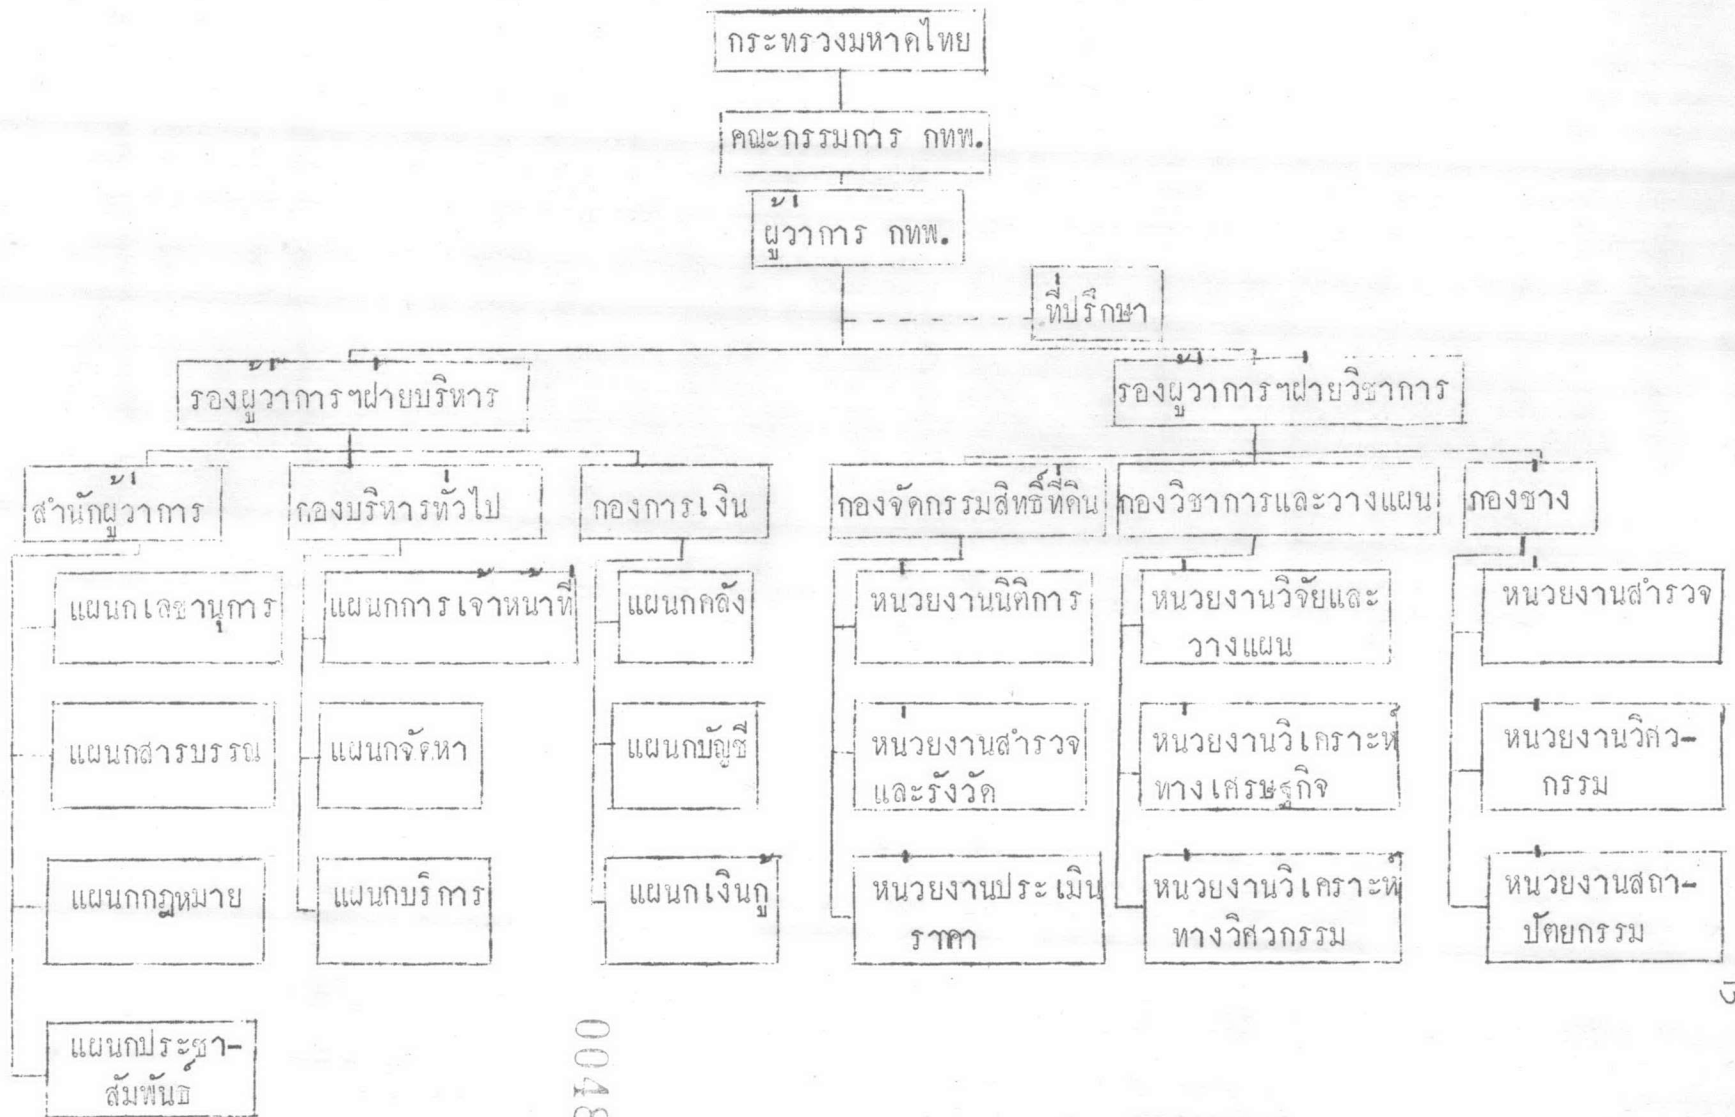 กระทรวงมหาดไทย
คณะกรรมการ กทพ.
ผู้ว่าการ กทพ.
ที่ปรึกษา
รองผู้ว่าการฯฝ่ายบริหาร
รองผู้ว่าการฯฝ่ายวิชาการ
สำนักผู้ว่าการ
กองบริหารทั่วไป
กองการเงิน
กองจัดกรรมสิทธิ์ที่ดิน
กองวิชาการและวางแผน
กองช่าง
แผนกเลขานุการ
แผนกการเจ้าหน้าที่
แผนกคลัง
หน่วยงานนิติการ
หน่วยงานวิจัยและ
วางแผน
หน่วยงานสำรวจ
แผนกสารบรรณ
แผนกจัดหา
แผนกบัญชี
หน่วยงานสำรวจ
และรังวัด
หน่วยงานวิเคราะห์
ทางเศรษฐกิจ
หน่วยงานวิศว-
กรรม
แผนกกฎหมาย
แผนกบริการ
แผนกเงินกู้
หน่วยงานประเมิน
ราคา
หน่วยงานวิเคราะห์
ทางวิศวกรรม
หน่วยงานสถา-
ปัตยกรรม
แผนกประชา-
สัมพันธ์
0048